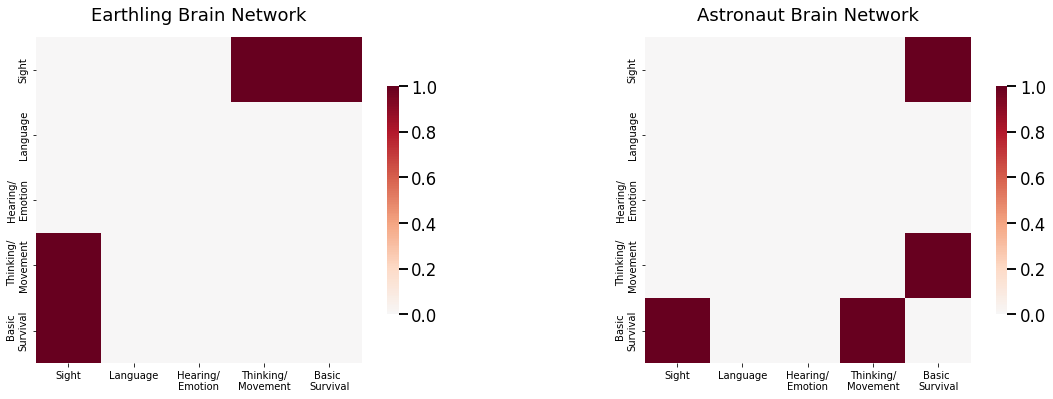 Earthling Brain Network
Sight
Language
Hearing/
Emotion
Thinking/
Movement
Basic
Survival
Sight
Language
Hearing/
Emotion
Thinking/
Movement
Basic
Survival
1.0
0.8
0.6
0.4
0.2
0.0
Astronaut Brain Network
Sight
Language
Hearing/
Emotion
Thinking/
Movement
Basic
Survival
Sight
Language
Hearing/
Emotion
Thinking/
Movement
Basic
Survival
1.0
0.8
0.6
0.4
0.2
0.0